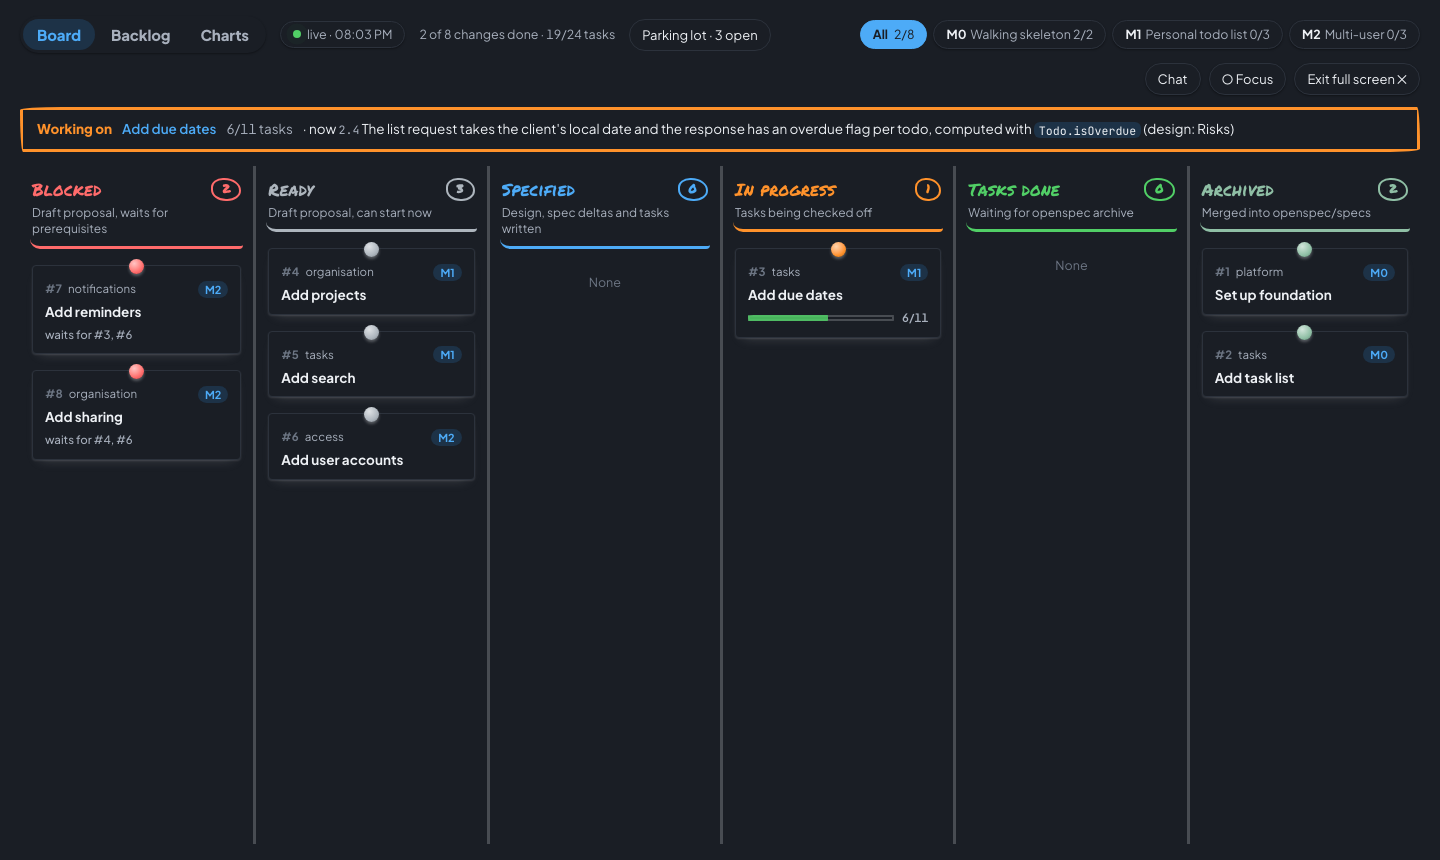 Board Backlog Charts
live · 08:03 PM
2 of 8 changes done · 19/24 tasks
Parking lot · 3 open
All 2/8
M0 Walking skeleton 2/2
M1 Personal todo list 0/3
M2 Multi-user 0/3
Chat
Focus
Exit full screen
Working on Add due dates 6/11 tasks · now 2.4 The list request takes the client's local date and the response has an overdue flag per todo, computed with Todo.isOverdue (design: Risks)
Blocked 2
Draft proposal, waits for
prerequisites
#7 notifications M2
Add reminders
waits for #3, #6
#8 organisation M2
Add sharing
waits for #4, #6
Ready 3
Draft proposal, can start now
#4 organisation M1
Add projects
#5 tasks M1
Add search
#6 access M2
Add user accounts
Specified 0
Design, spec deltas and tasks
written
None
In progress 1
Tasks being checked off
#3 tasks M1
Add due dates
6/11
Tasks done 0
Waiting for openspec archive
None
Archived 2
Merged into openspec/specs
#1 platform M0
Set up foundation
#2 tasks M0
Add task list